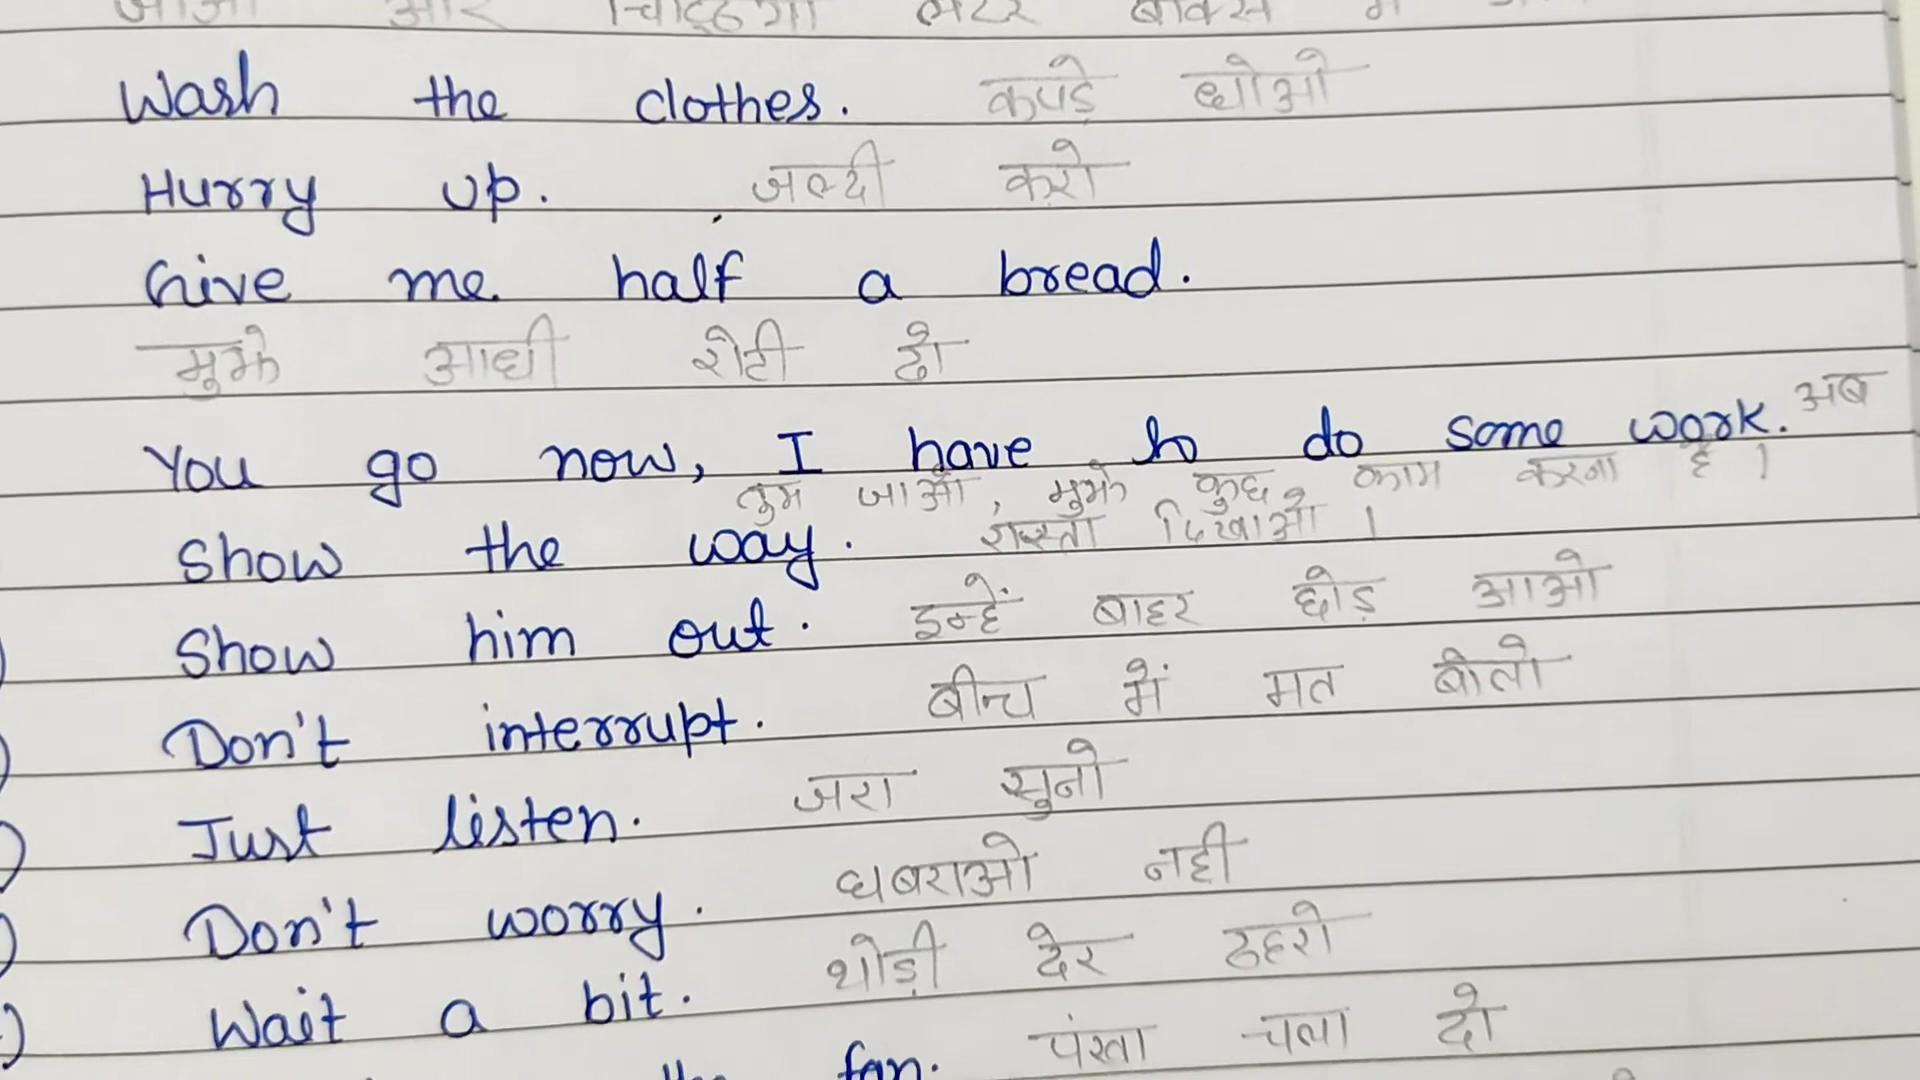 Wash the clothes. कपड़े धोओ
Hurry up. जल्दी करो
Give me half a bread.
मुझे आधी रोटी दो
You go now, I have to do some work. अब
तुम जाओ, मुझे कुछ काम करना है।
Show the way. रास्ता दिखाओ।
Show him out. इन्हें बाहर छोड़ आओ
Don't interrupt. बीच में मत बोलो
Just listen. जरा सुनो
Don't worry. घबराओ नही
Wait a bit. थोड़ी देर ठहरो
the fan. पंखा चला दो